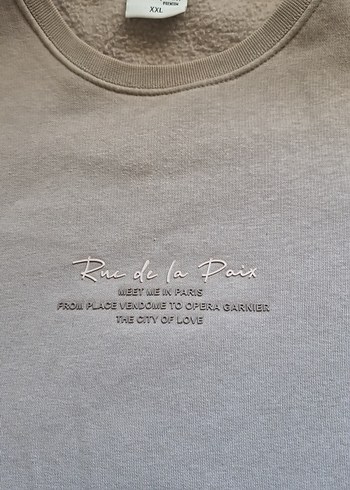 PREMIUM
XXL
Rue de la Paix
MEET ME IN PARIS
FROM PLACE VENDOME TO OPERA GARNIER
THE CITY OF LOVE